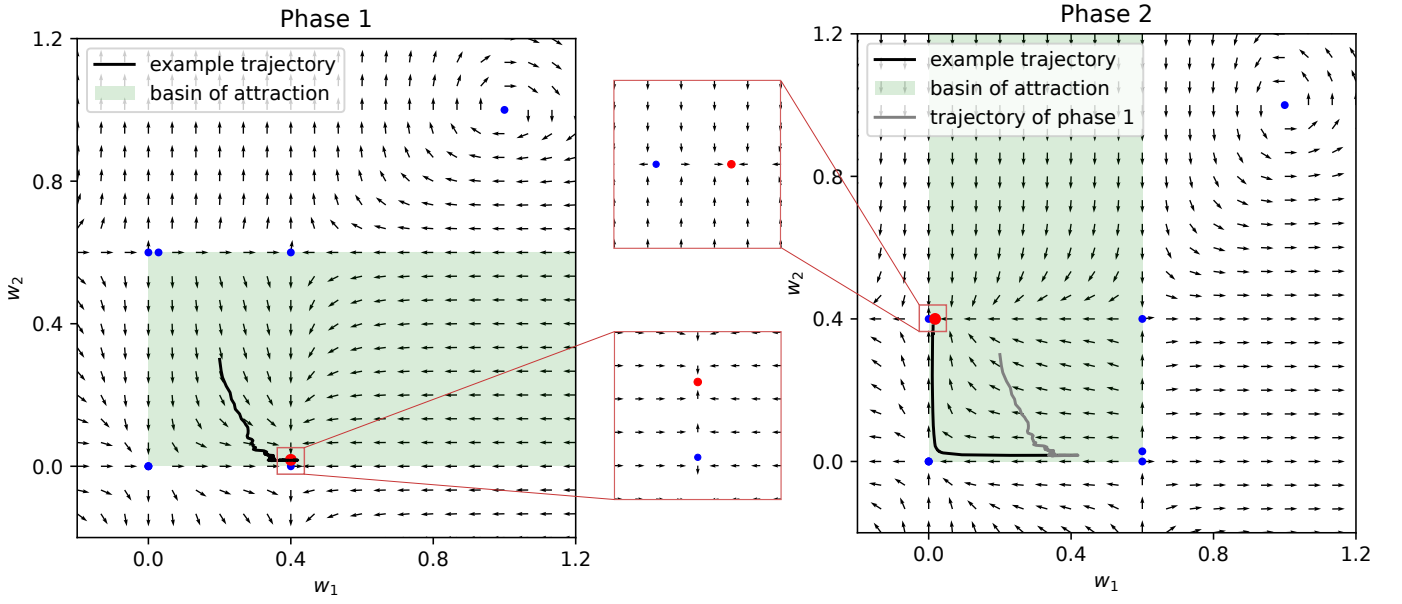 Phase 1
1.2
0.8
0.4
0.0
w2
example trajectory
basin of attraction
0.0
0.4
0.8
1.2
w1
Phase 2
1.2
0.8
0.4
0.0
w2
example trajectory
basin of attraction
trajectory of phase 1
0.0
0.4
0.8
1.2
w1